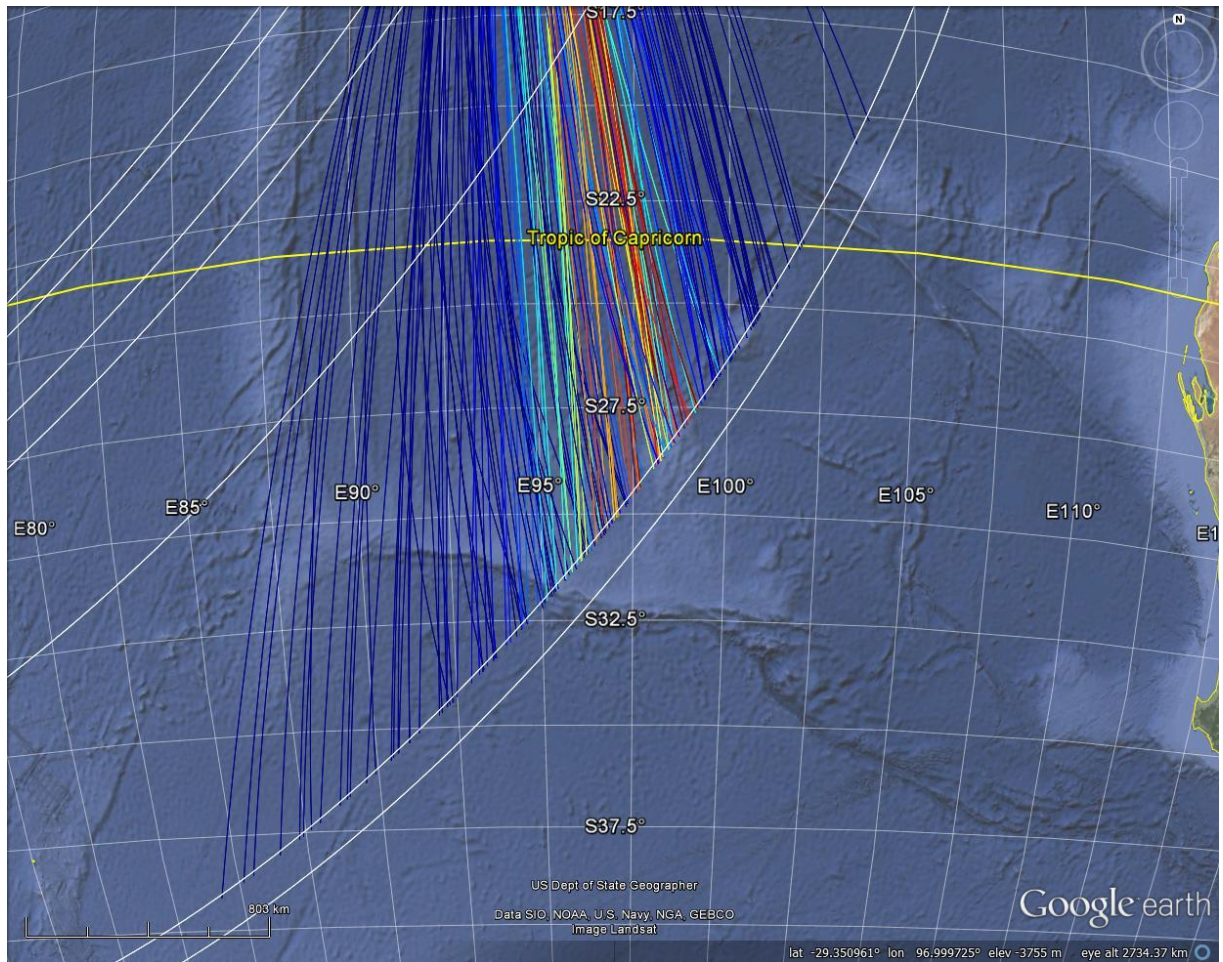 S17.5°
N
S22.5°
Tropic of Capricorn
S27.5°
E80°
E85°
E90°
E95°
E100°
E105°
E110°
E1
S32.5°
S37.5°
US Dept of State Geographer
803 km
Data SIO, NOAA, U.S. Navy, NGA, GEBCO
Image Landsat
Google earth
lat -29.350961° lon 96.999725° elev -3755 m eye alt 2734.37 km